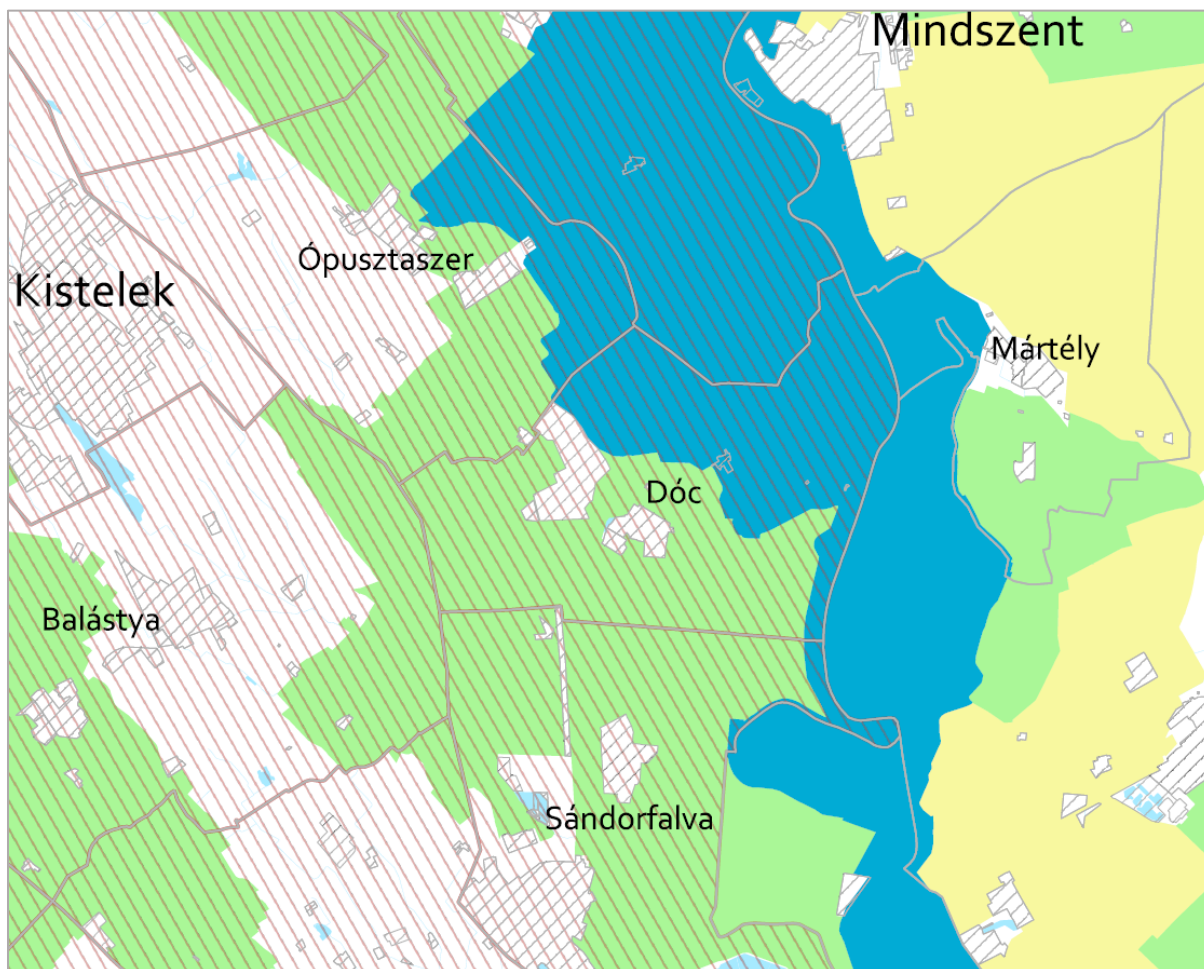 Mindszent
Ópusztaszer
Kistelek
Mártély
Dóc
Balástya
Sándorfalva